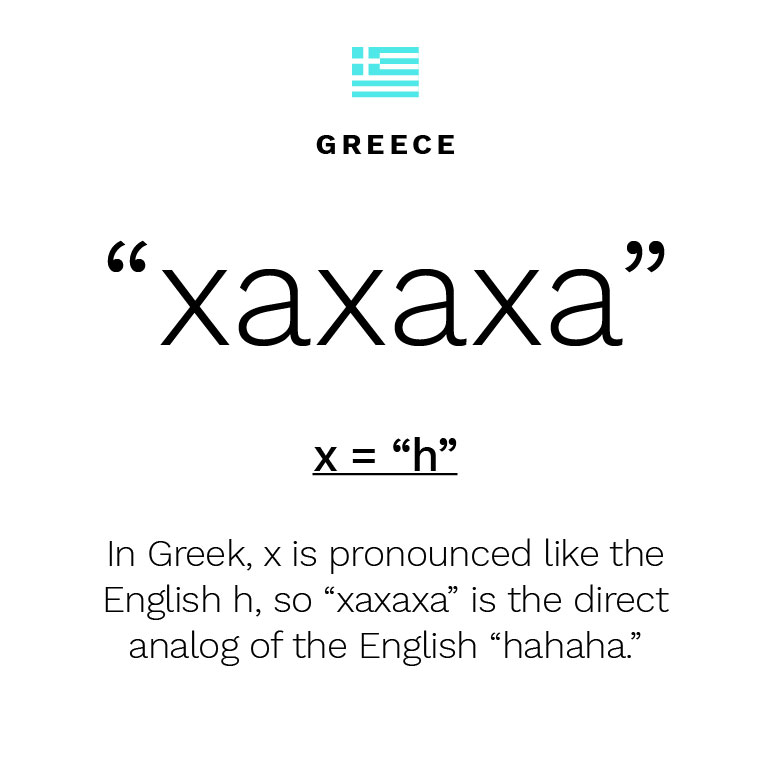 GREECE
“xaxaxa”
x = “h”
In Greek, x is pronounced like the
English h, so “xaxaxa” is the direct
analog of the English “hahaha.”